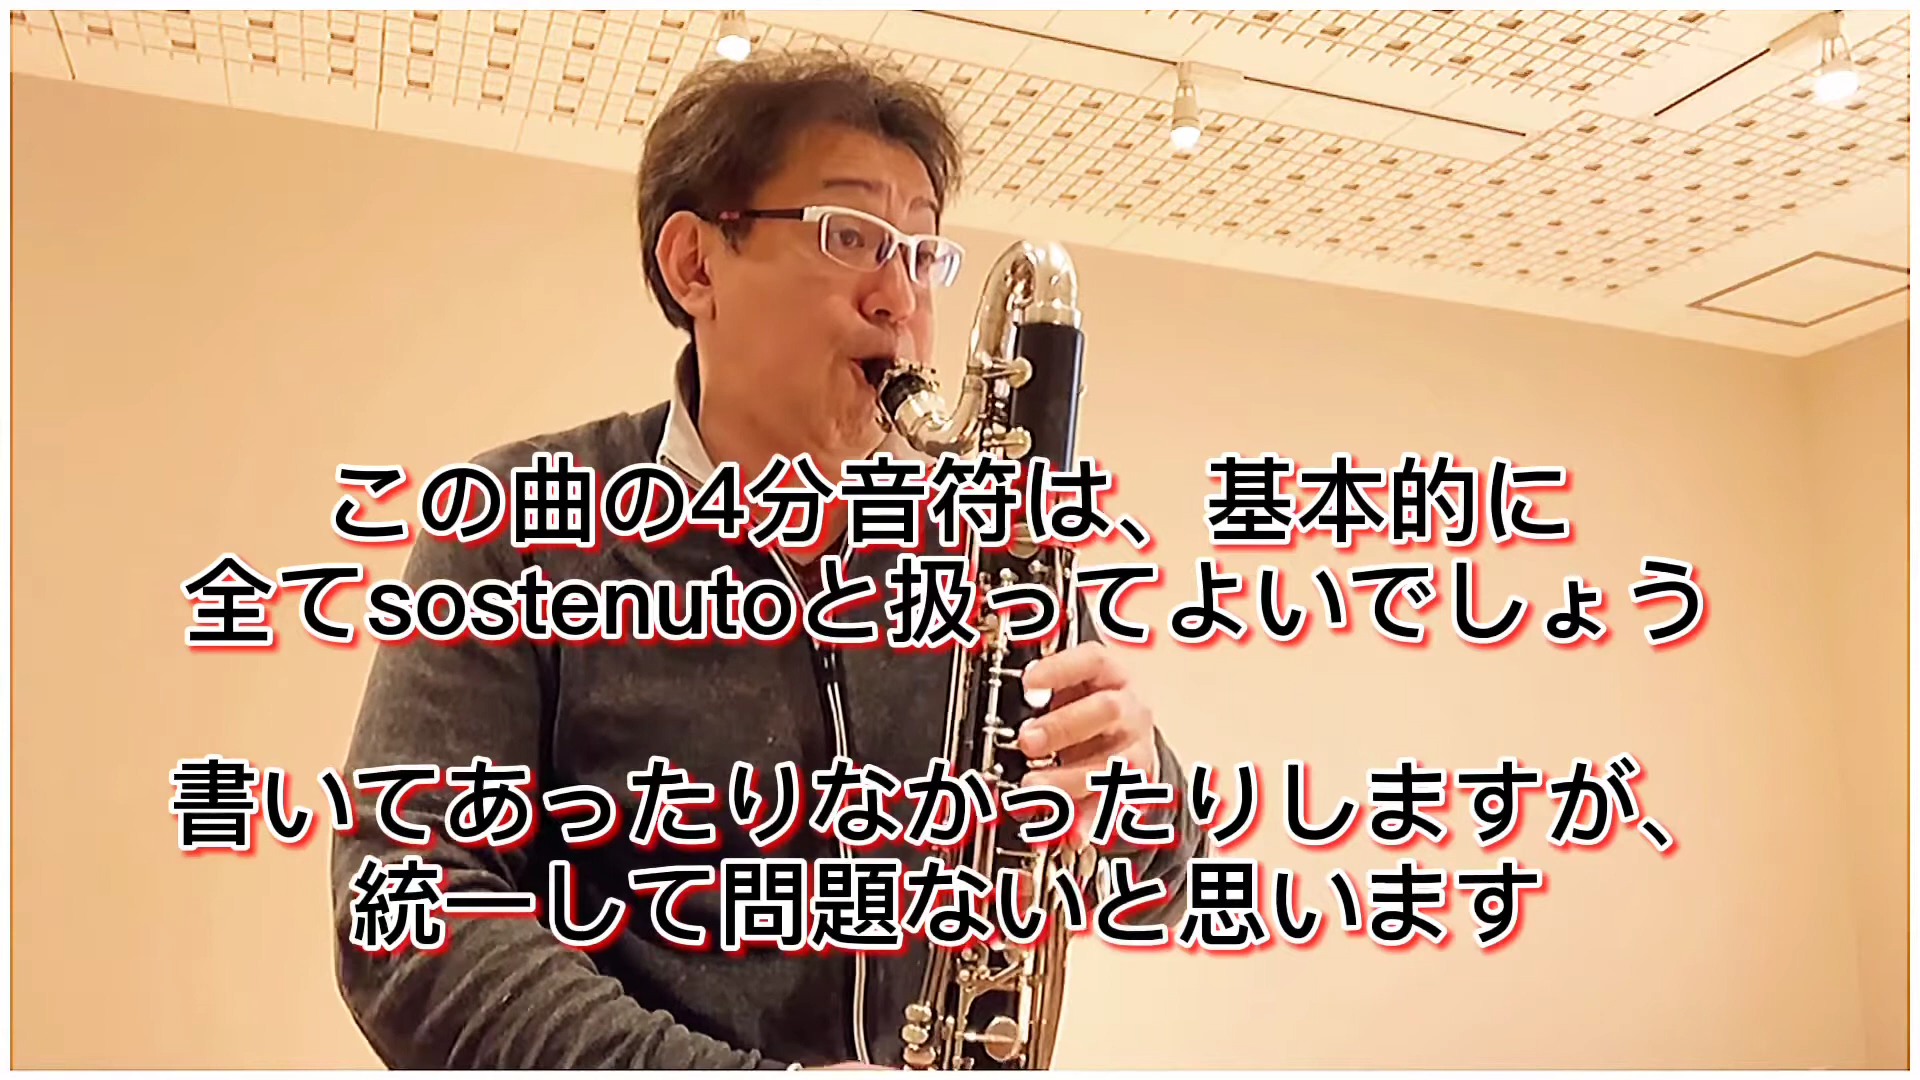 この曲の4分音符は、基本的に
全てsostenutoと扱ってよいでしょう
書いてあったりなかったりしますが、
統一して問題ないと思います